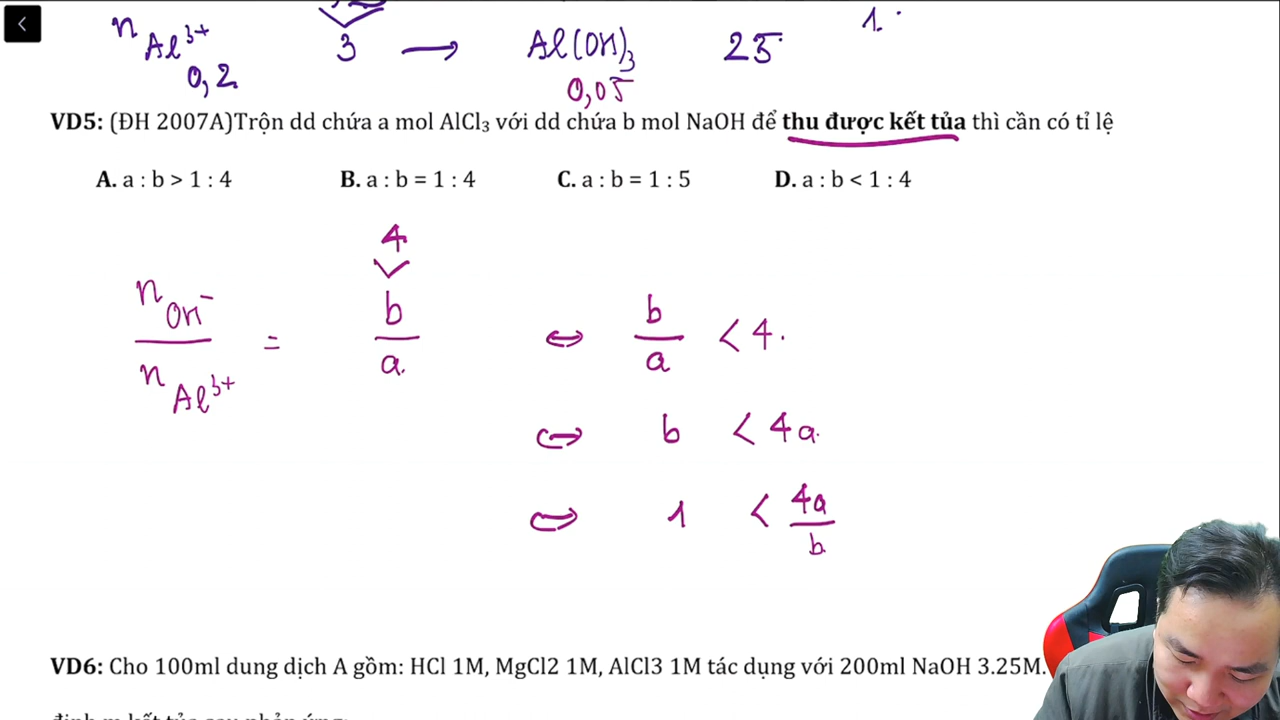 n Al³⁺ 3 ⟶ Al(OH)₃ 25 1.
0,2 0,05
VD5: (ĐH 2007A)Trộn dd chứa a mol AlCl₃ với dd chứa b mol NaOH để thu được kết tủa thì cần có tỉ lệ
A. a : b > 1 : 4 B. a : b = 1 : 4 C. a : b = 1 : 5 D. a : b < 1 : 4
4
n OH⁻ / n Al³⁺ = b / a ⇔ b / a < 4.
⇔ b < 4a.
⇔ 1 < 4a / b
VD6: Cho 100ml dung dịch A gồm: HCl 1M, MgCl2 1M, AlCl3 1M tác dụng với 200ml NaOH 3.25M.